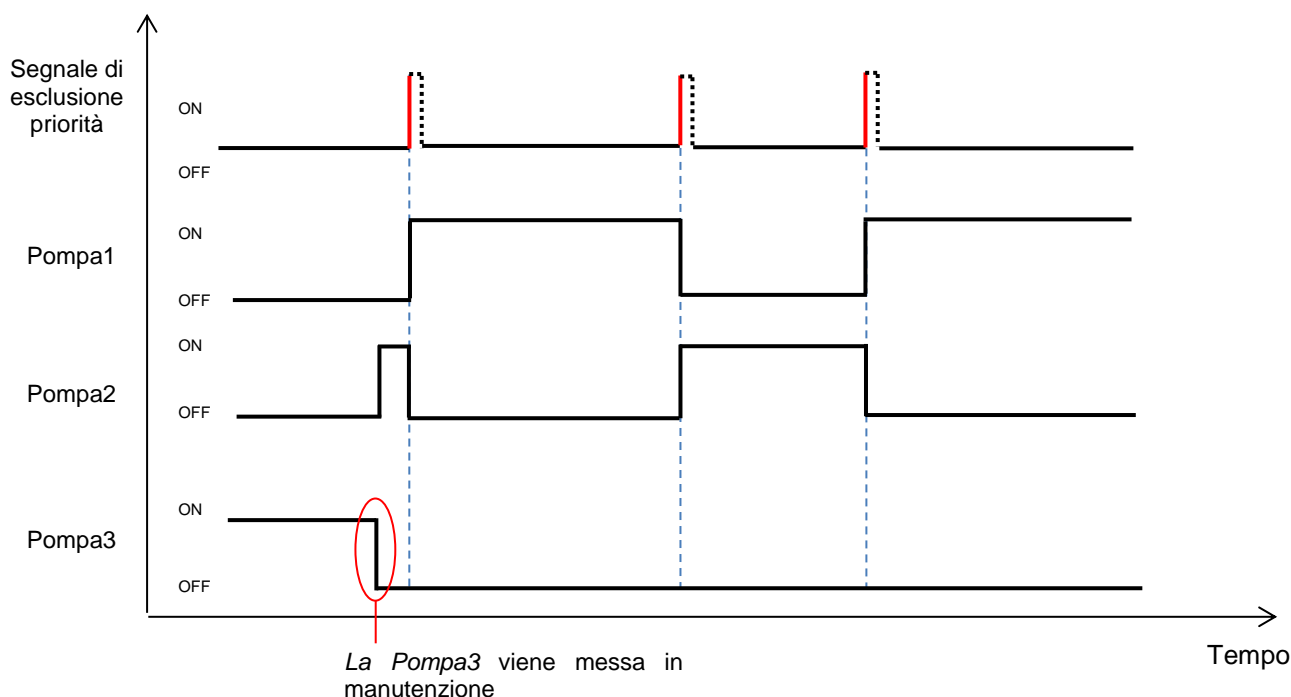 Segnale di
esclusione
priorità
ON
OFF
Pompa1
ON
OFF
Pompa2
ON
OFF
Pompa3
ON
OFF
La Pompa3 viene messa in
manutenzione
Tempo